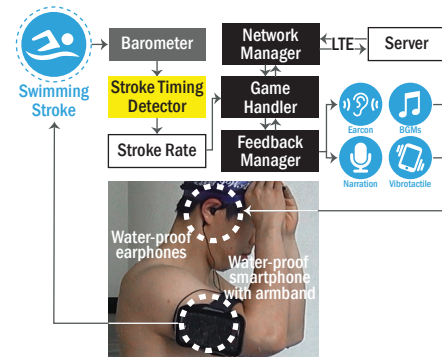 Swimming
Stroke
Barometer
Stroke Timing
Detector
Stroke Rate
Network
Manager
LTE
Server
Game
Handler
Feedback
Manager
Earcon
BGMs
Narration
Vibrotactile
Water-proof
earphones
Water-proof
smartphone
with armband